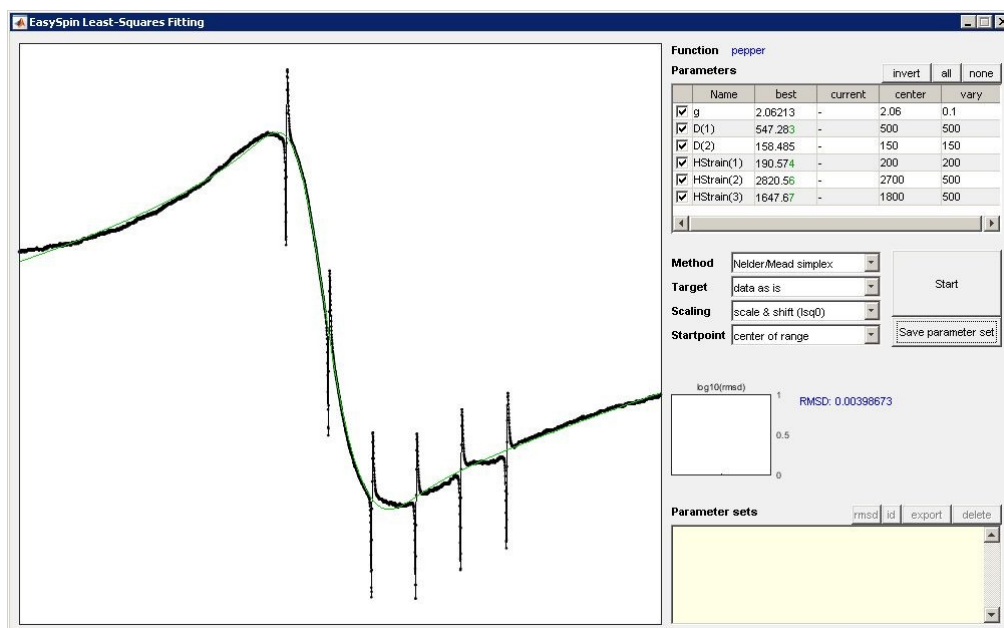 EasySpin Least-Squares Fitting
Function pepper
Parameters invert all none
Name best current center vary
g 2.06213 - 2.06 0.1
D(1) 547.283 - 500 500
D(2) 158.485 - 150 150
HStrain(1) 190.574 - 200 200
HStrain(2) 2820.56 - 2700 500
HStrain(3) 1647.67 - 1800 500
Method Nelder/Mead simplex
Target data as is
Start
Scaling scale & shift (lsq0)
Startpoint center of range Save parameter set
log10(rmsd)
1
RMSD: 0.00398673
0.5
0
Parameter sets rmsd id export delete